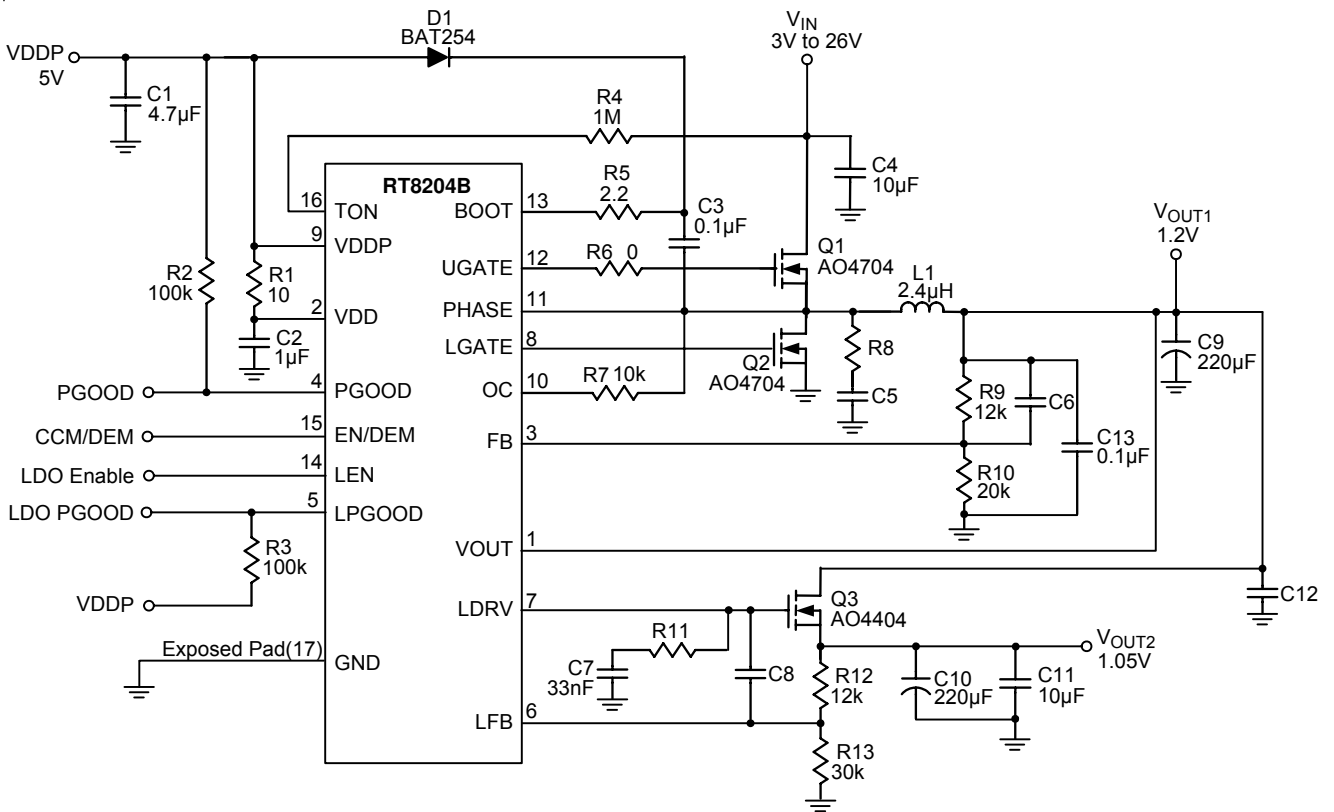 D1
BAT254
VDDP
5V
C1
4.7µF
VIN
3V to 26V
R4
1M
C4
10µF
RT8204B
R5
2.2
C3
0.1µF
16 TON
BOOT 13
9 VDDP
VOUT1
1.2V
R2
100k
R1
10
UGATE 12
R6 0
Q1
AO4704
L1
2.4µH
2 VDD
PHASE 11
C2
1µF
LGATE 8
Q2
AO4704
R8
C9
220µF
PGOOD
4 PGOOD
OC 10
R7 10k
C5
R9
12k
C6
CCM/DEM
15 EN/DEM
FB 3
C13
0.1µF
LDO Enable
14 LEN
R10
20k
LDO PGOOD
5 LPGOOD
R3
100k
VOUT 1
VDDP
LDRV 7
Q3
AO4404
C12
Exposed Pad(17) GND
R11
C7
33nF
C8
R12
12k
C10
220µF
C11
10µF
VOUT2
1.05V
LFB 6
R13
30k